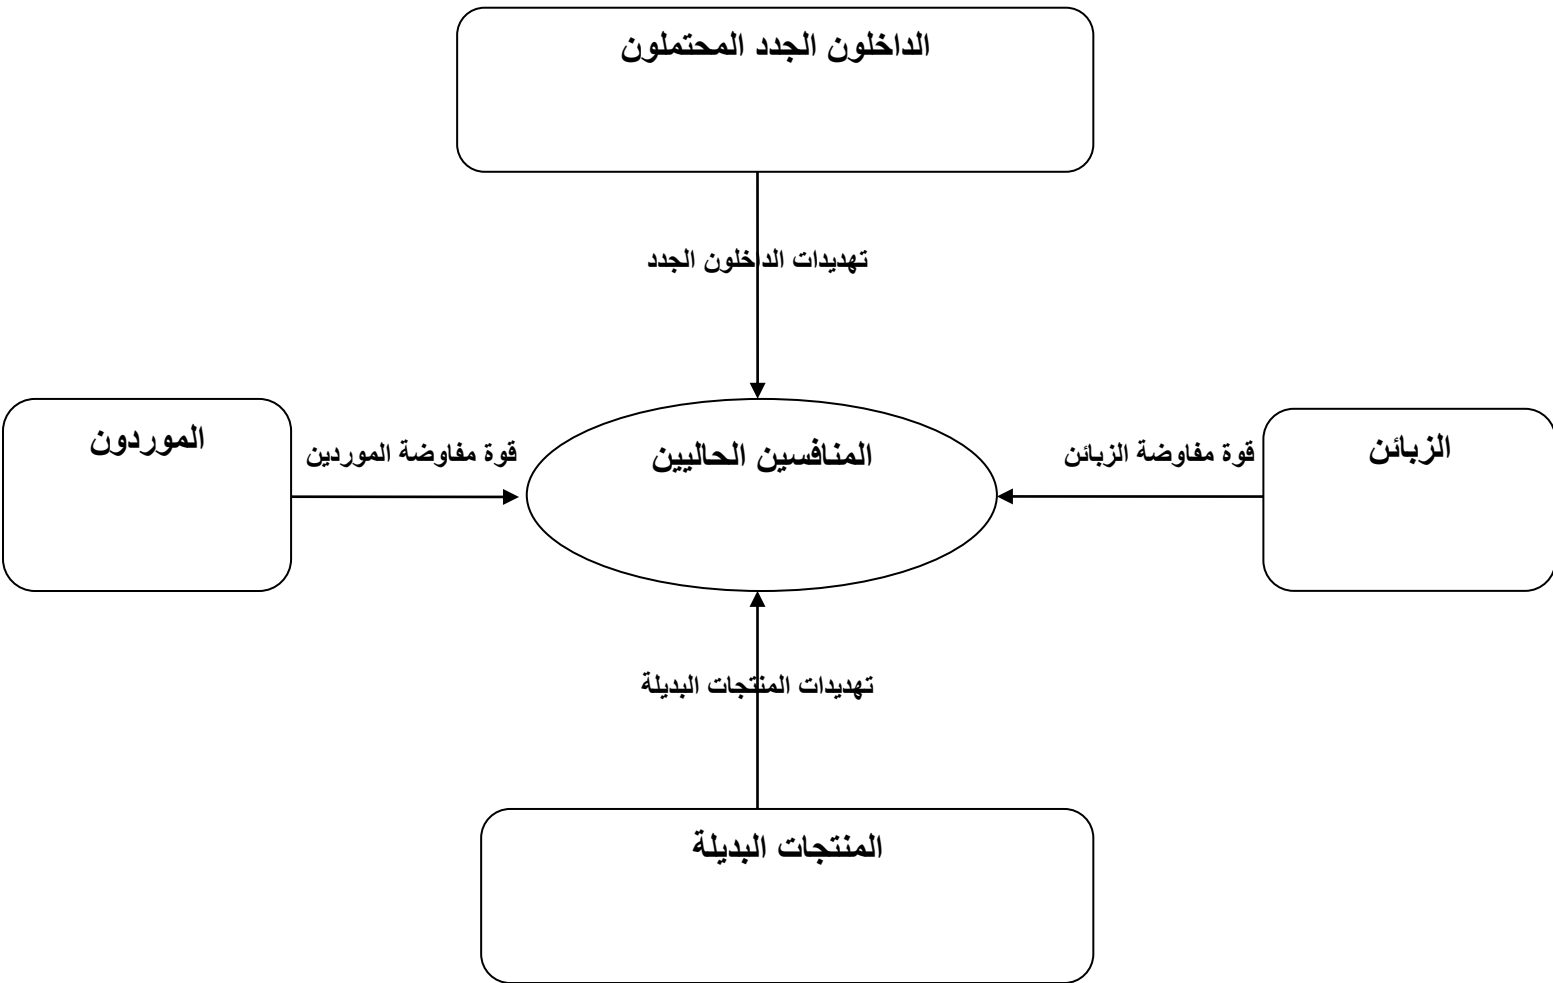 الداخلون الجدد المحتملون
تهديدات الداخلون الجدد
الزبائن
قوة مفاوضة الزبائن
المنافسين الحاليين
قوة مفاوضة الموردين
الموردون
تهديدات المنتجات البديلة
المنتجات البديلة